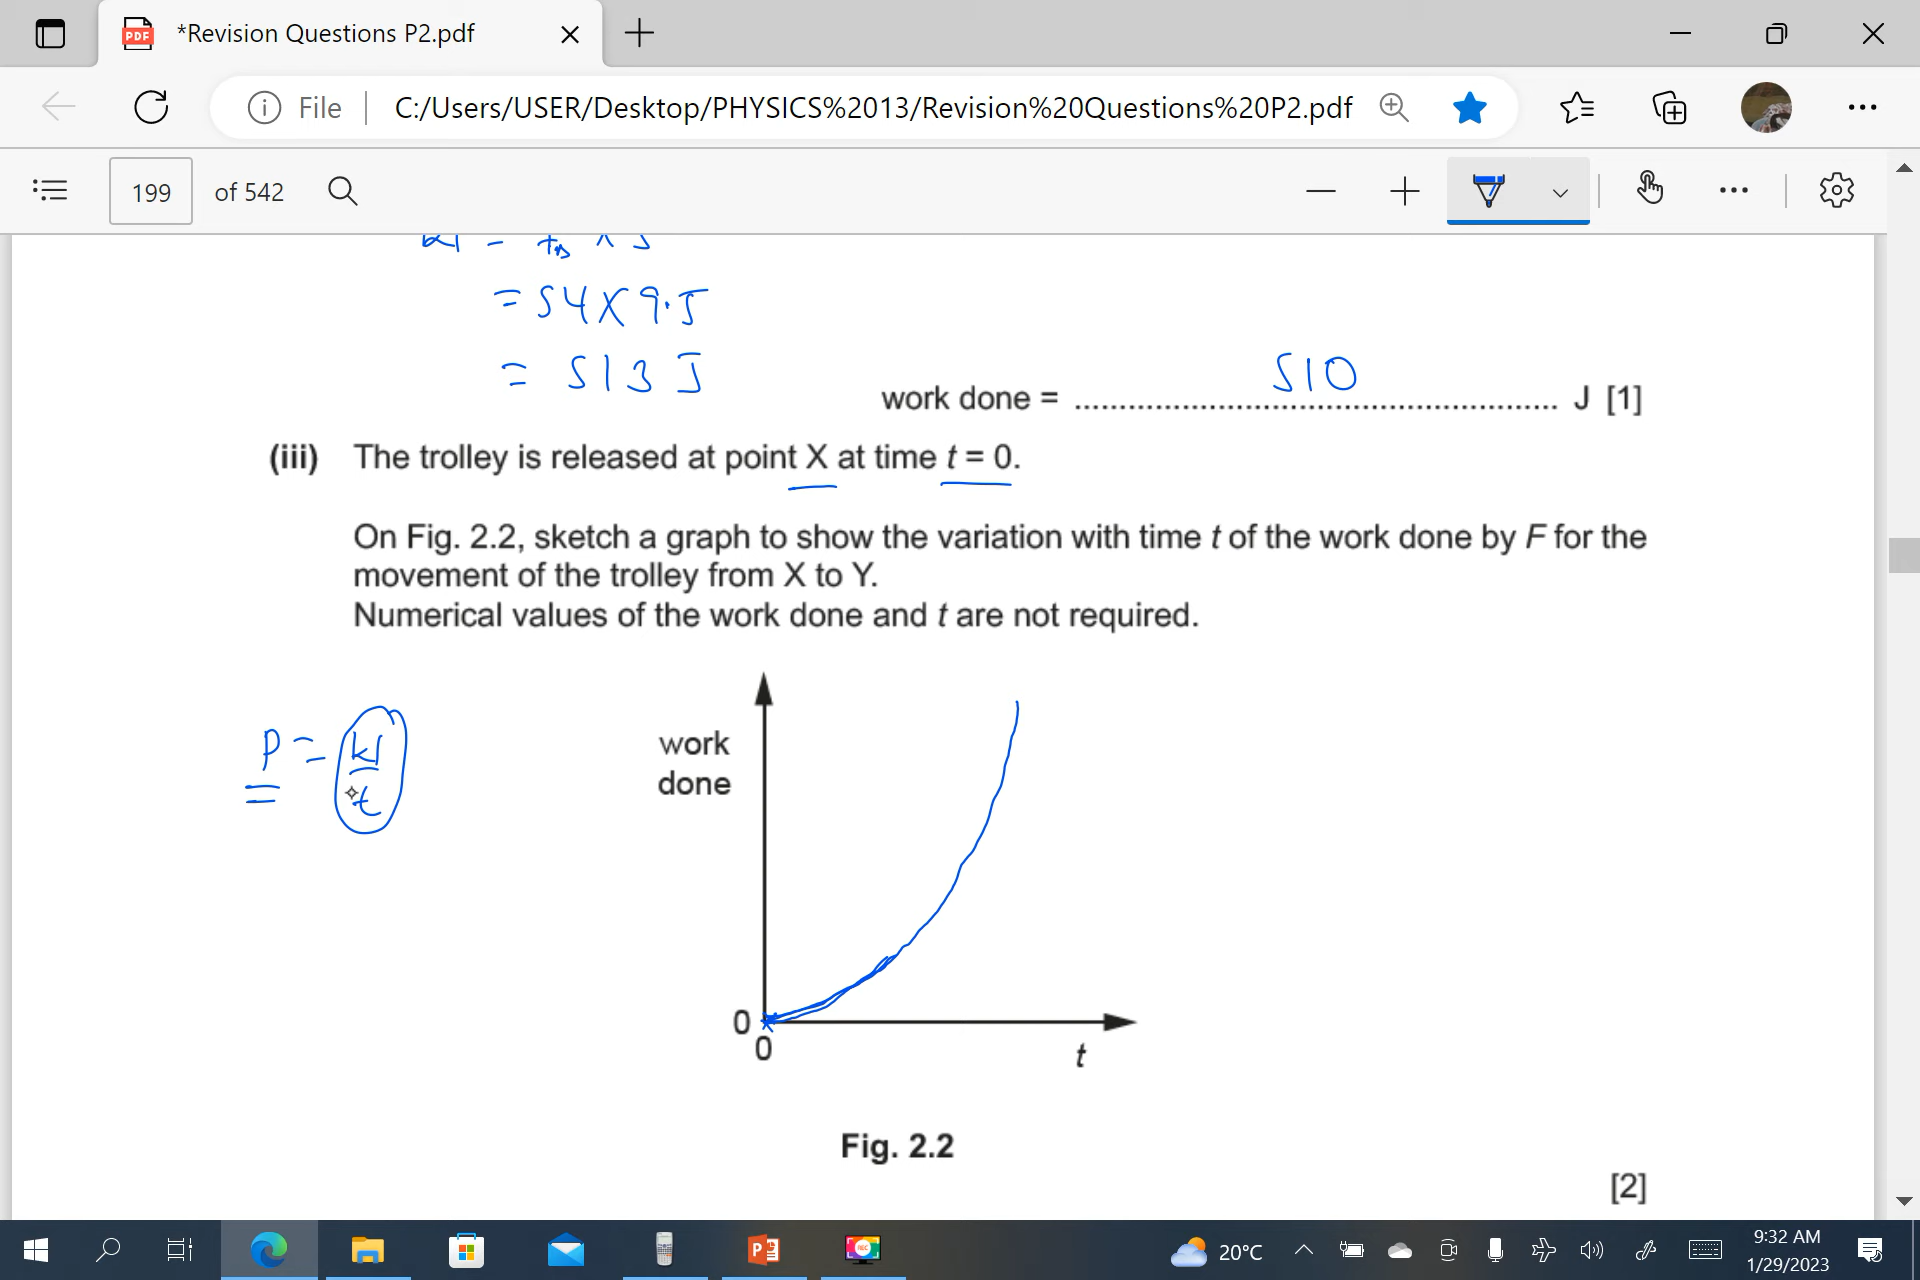 *Revision Questions P2.pdf
File
C:/Users/USER/Desktop/PHYSICS%2013/Revision%20Questions%20P2.pdf
199 of 542
= 54 X 9.5
= 513 J
work done = 510 J [1]
(iii) The trolley is released at point X at time t = 0.
On Fig. 2.2, sketch a graph to show the variation with time t of the work done by F for the
movement of the trolley from X to Y.
Numerical values of the work done and t are not required.
P = W/t
work
done
0
0
t
Fig. 2.2
[2]
20°C
9:32 AM
1/29/2023